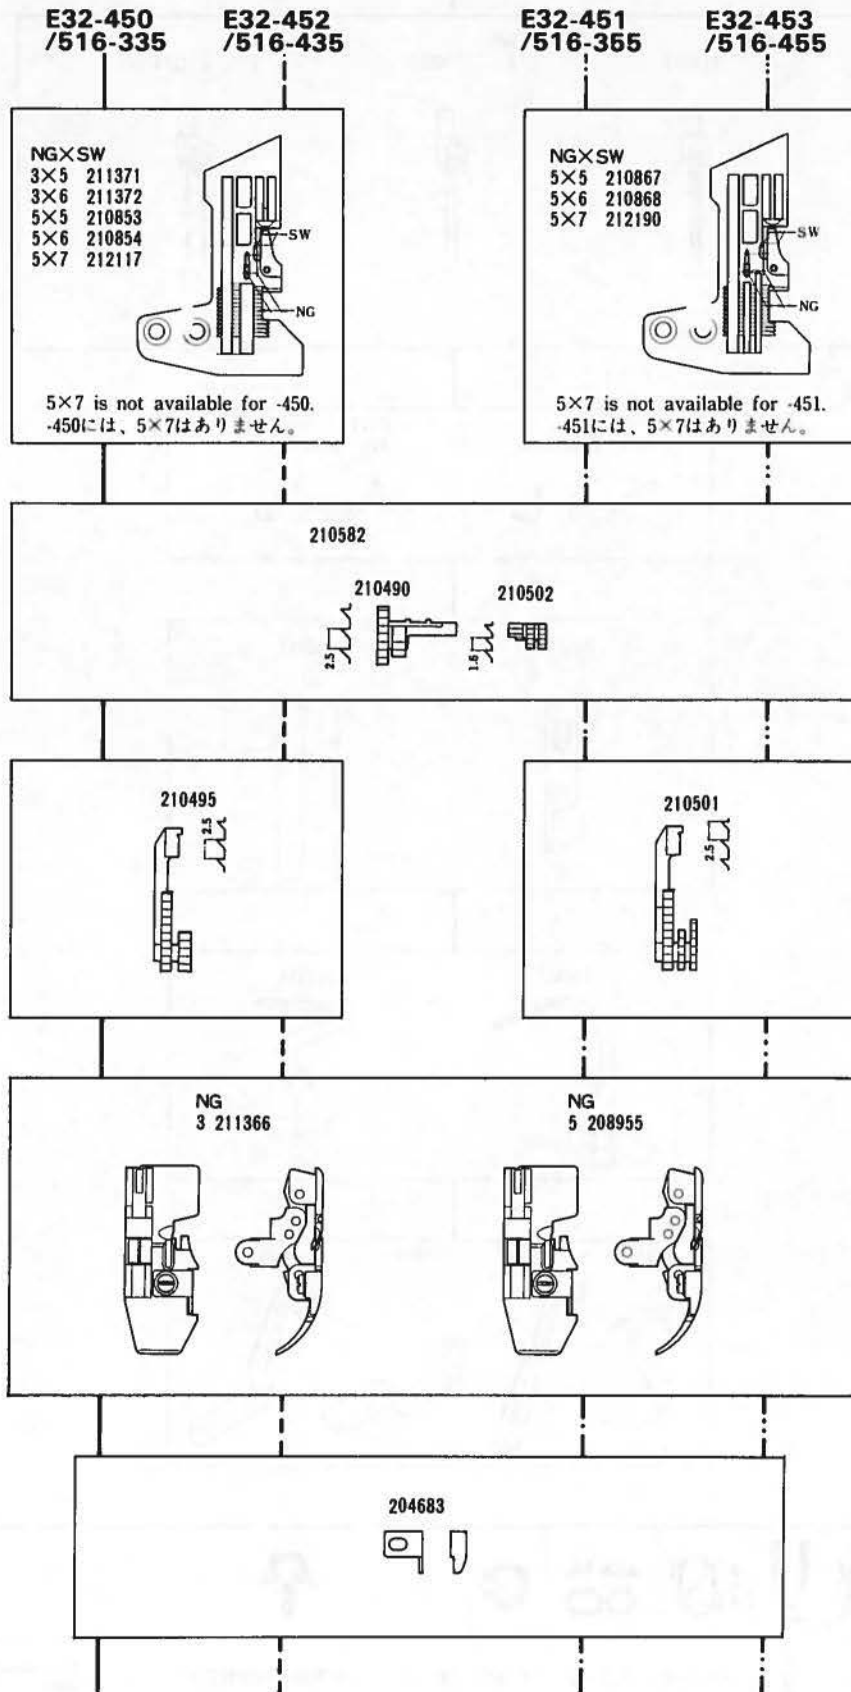 E32-450 E32-452 E32-451 E32-453
/516-335 /516-435 /516-355 /516-455
NG×SW
3×5 211371
3×6 211372
5×5 210853
5×6 210854
5×7 212117
SW
NG
5×7 is not available for -450.
-450には、5×7はありません。
NG×SW
5×5 210867
5×6 210868
5×7 212190
SW
NG
5×7 is not available for -451.
-451には、5×7はありません。
210582
210490
2.5
210502
1.6
210495
2.5
210501
2.5
NG
3 211366
NG
5 208955
204683